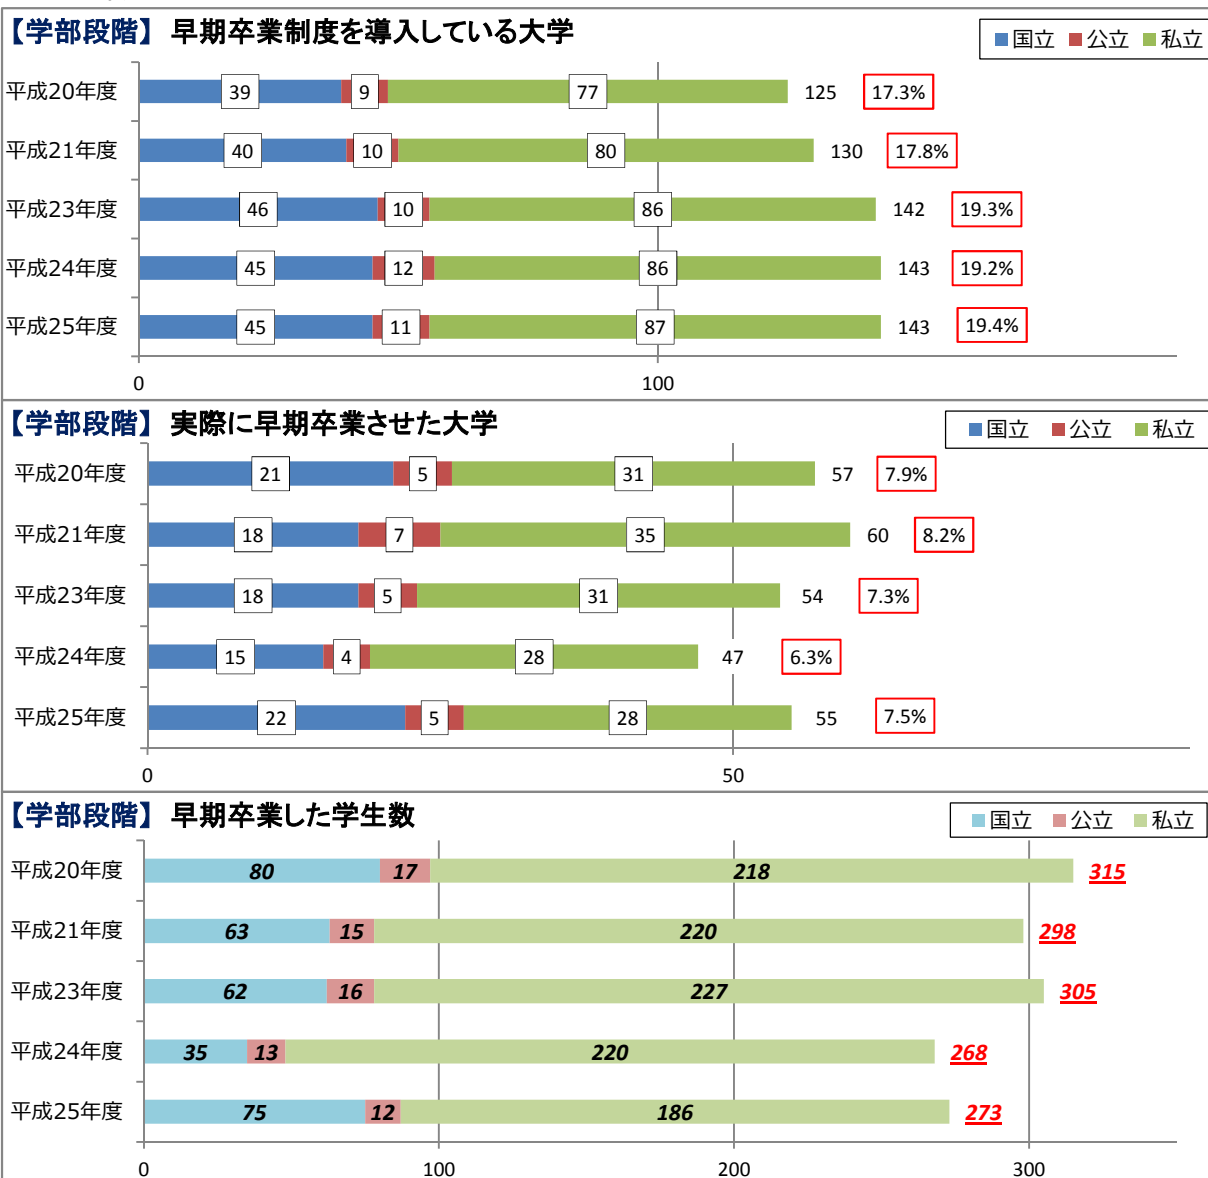 【学部段階】 早期卒業制度を導入している大学
国立 公立 私立
平成20年度 39 9 77 125 17.3%
平成21年度 40 10 80 130 17.8%
平成23年度 46 10 86 142 19.3%
平成24年度 45 12 86 143 19.2%
平成25年度 45 11 87 143 19.4%
0 100
【学部段階】 実際に早期卒業させた大学
国立 公立 私立
平成20年度 21 5 31 57 7.9%
平成21年度 18 7 35 60 8.2%
平成23年度 18 5 31 54 7.3%
平成24年度 15 4 28 47 6.3%
平成25年度 22 5 28 55 7.5%
0 50
【学部段階】 早期卒業した学生数
国立 公立 私立
平成20年度 80 17 218 315
平成21年度 63 15 220 298
平成23年度 62 16 227 305
平成24年度 35 13 220 268
平成25年度 75 12 186 273
0 100 200 300